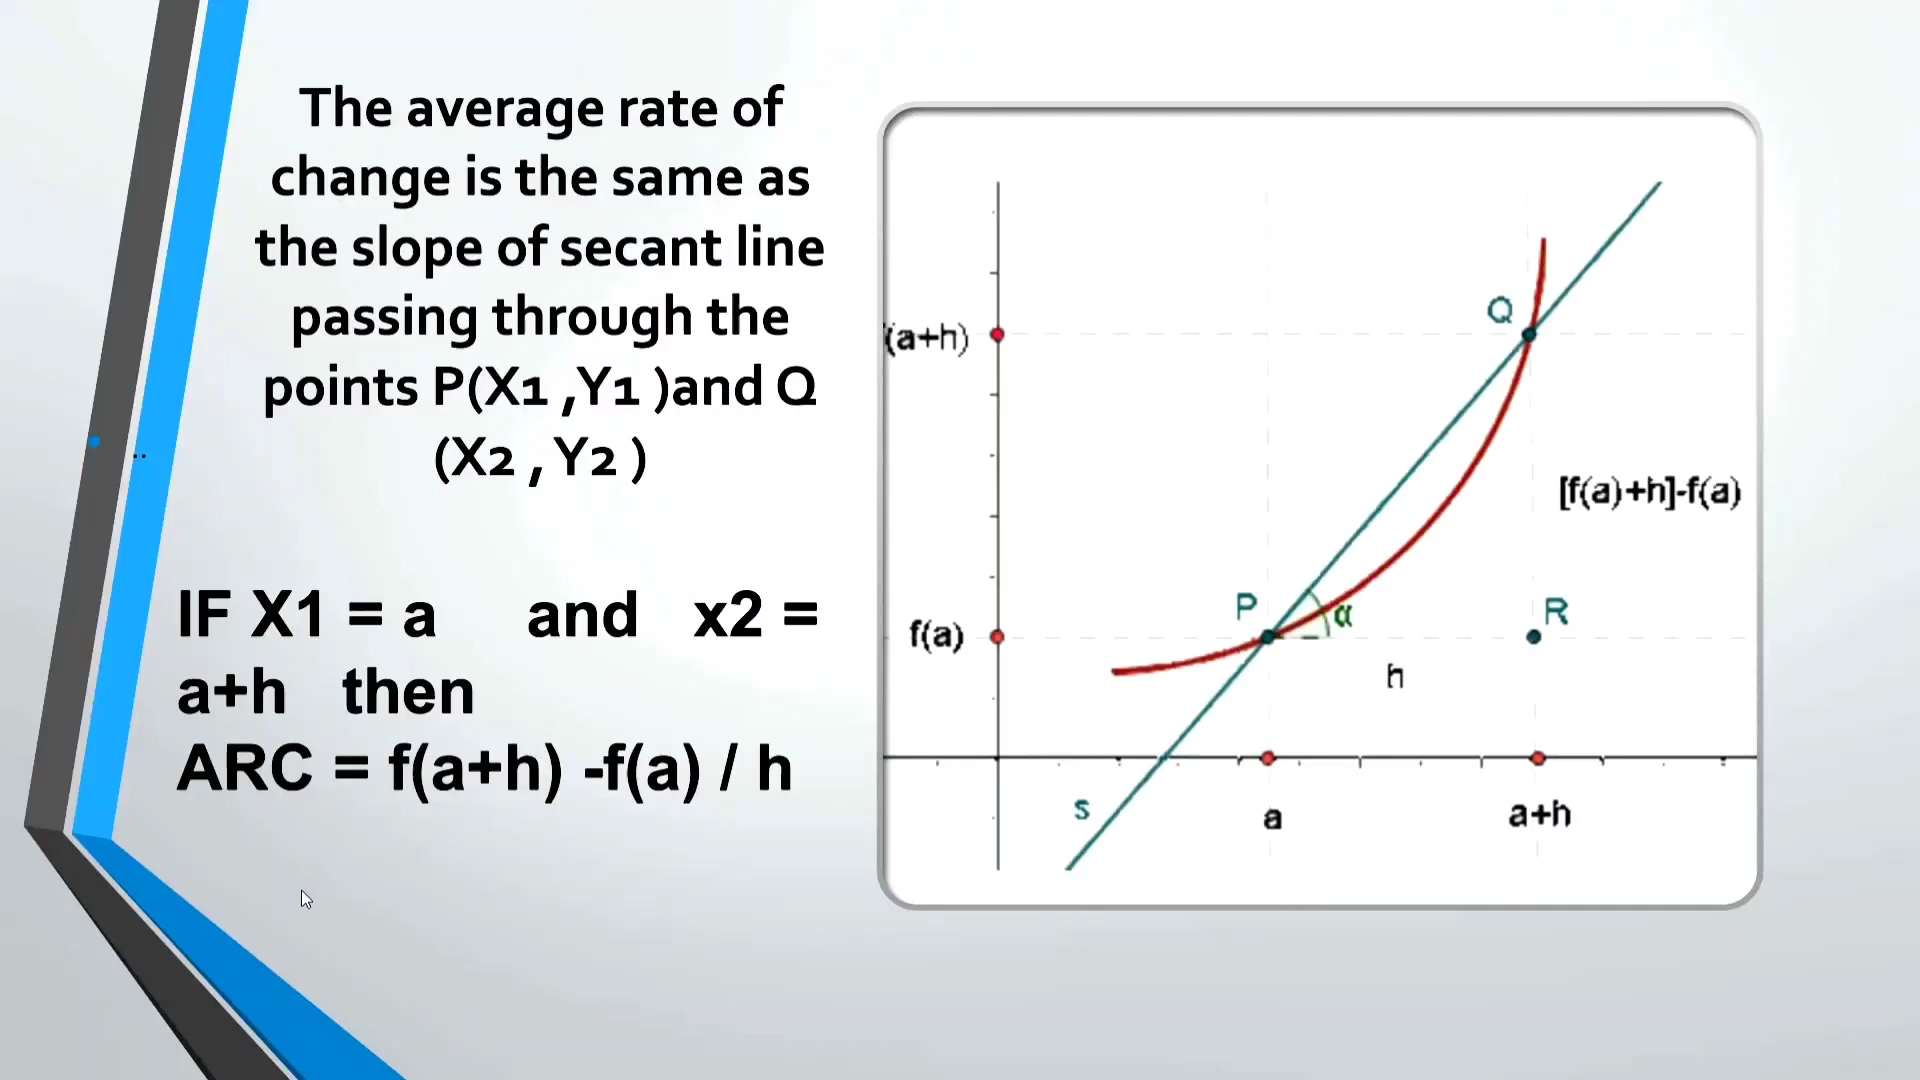 The average rate of
change is the same as
the slope of secant line
passing through the
points P(X1 ,Y1 )and Q
(X2 , Y2 )
..
IF X1 = a and x2 =
a+h then
ARC = f(a+h) -f(a) / h
Q
(a+h)
[f(a)+h]-f(a)
P
α
R
f(a)
h
s
a
a+h